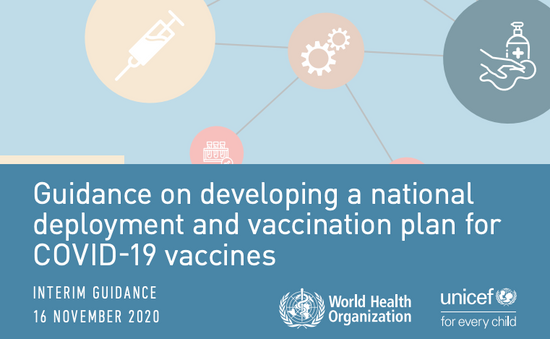 Guidance on developing a national
deployment and vaccination plan for
COVID-19 vaccines
INTERIM GUIDANCE
16 NOVEMBER 2020
World Health
Organization
unicef
for every child